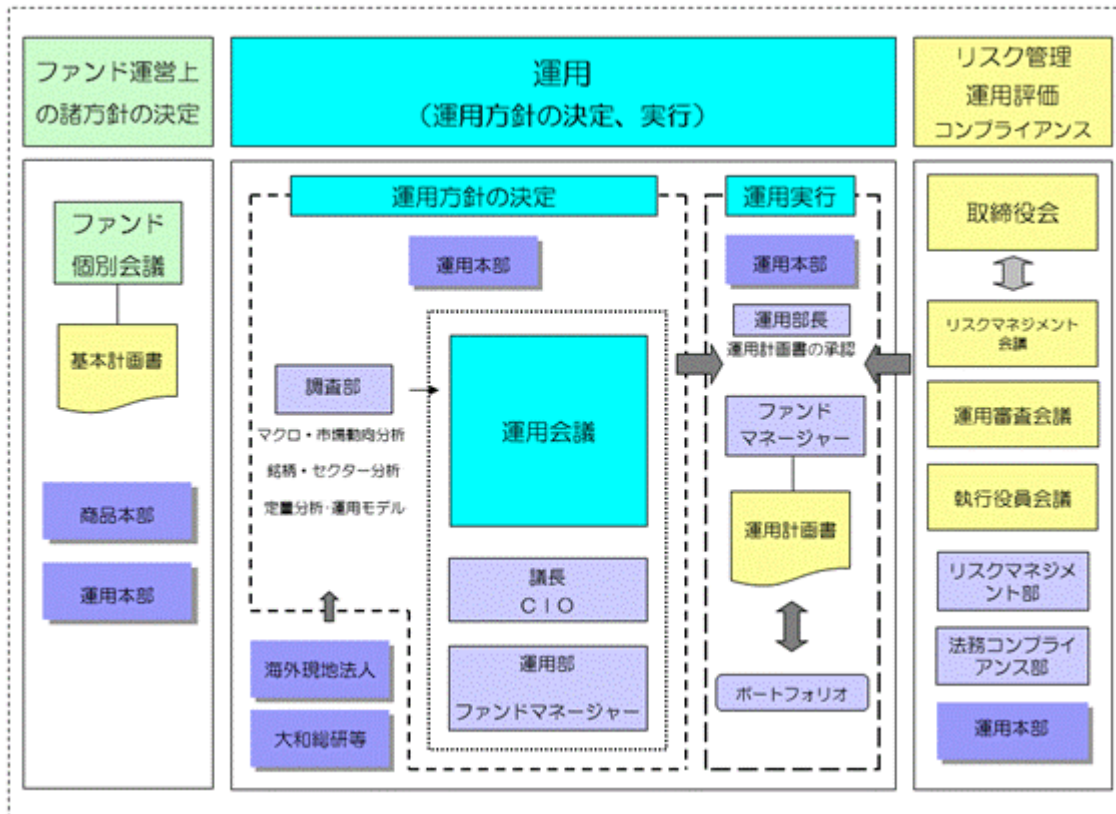 ファンド運営上
の諸方針の決定
運用
（運用方針の決定、実行）
リスク管理
運用評価
コンプライアンス
ファンド
個別会議
基本計画書
商品本部
運用本部
運用方針の決定
運用本部
調査部
マクロ・市場動向分析
銘柄・セクター分析
定量分析・運用モデル
運用会議
議長
ＣＩＯ
運用部
ファンドマネージャー
海外現地法人
大和総研等
運用実行
運用本部
運用部長
運用計画書の承認
ファンド
マネージャー
運用計画書
ポートフォリオ
取締役会
リスクマネジメント
会議
運用審査会議
執行役員会議
リスクマネジメ
ント部
法務コンプライ
アンス部
運用本部